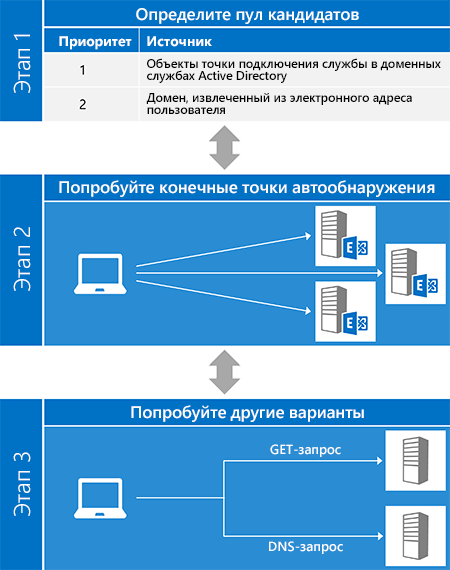 Этап 1
Определите пул кандидатов
Приоритет Источник
1 Объекты точки подключения службы в доменных
службах Active Directory
2 Домен, извлеченный из электронного адреса
пользователя
Этап 2
Попробуйте конечные точки автообнаружения
E
E
E
Этап 3
Попробуйте другие варианты
GET-запрос
DNS-запрос